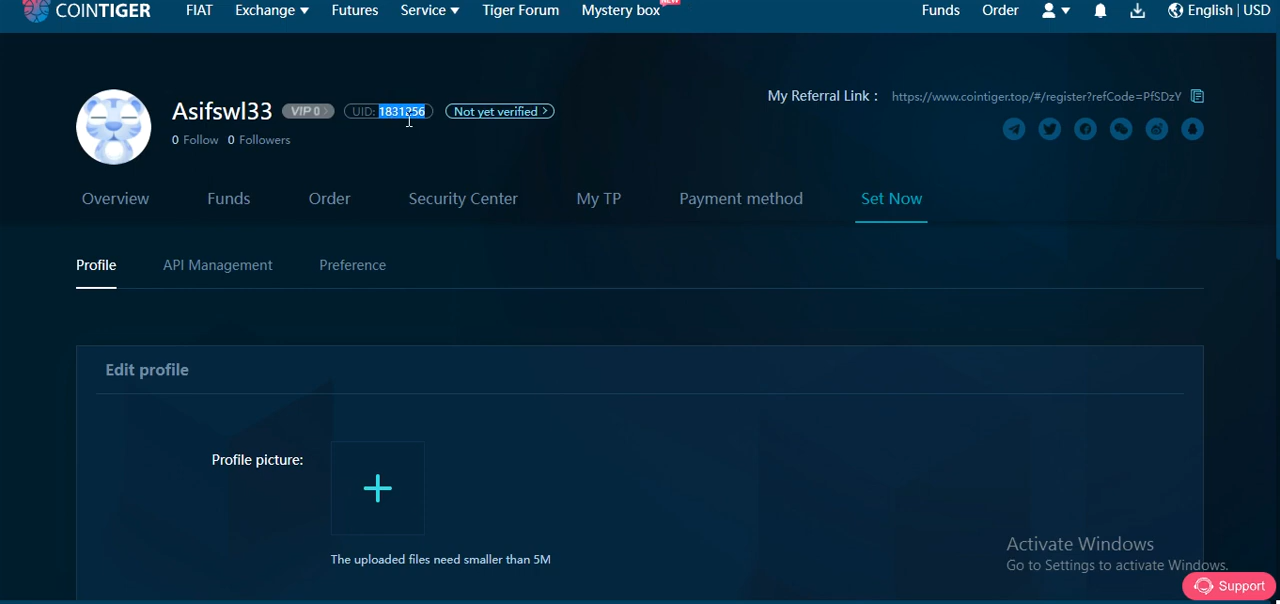 COINTIGER FIAT Exchange Futures Service Tiger Forum Mystery box NEW Funds Order English | USD
Asifswl33 VIP 0 UID: 1831256 Not yet verified
0 Follow 0 Followers
My Referral Link : https://www.cointiger.top/#/register?refCode=PfSDzY
Overview Funds Order Security Center My TP Payment method Set Now
Profile API Management Preference
Edit profile
Profile picture:
The uploaded files need smaller than 5M
Activate Windows
Go to Settings to activate Windows.
Support